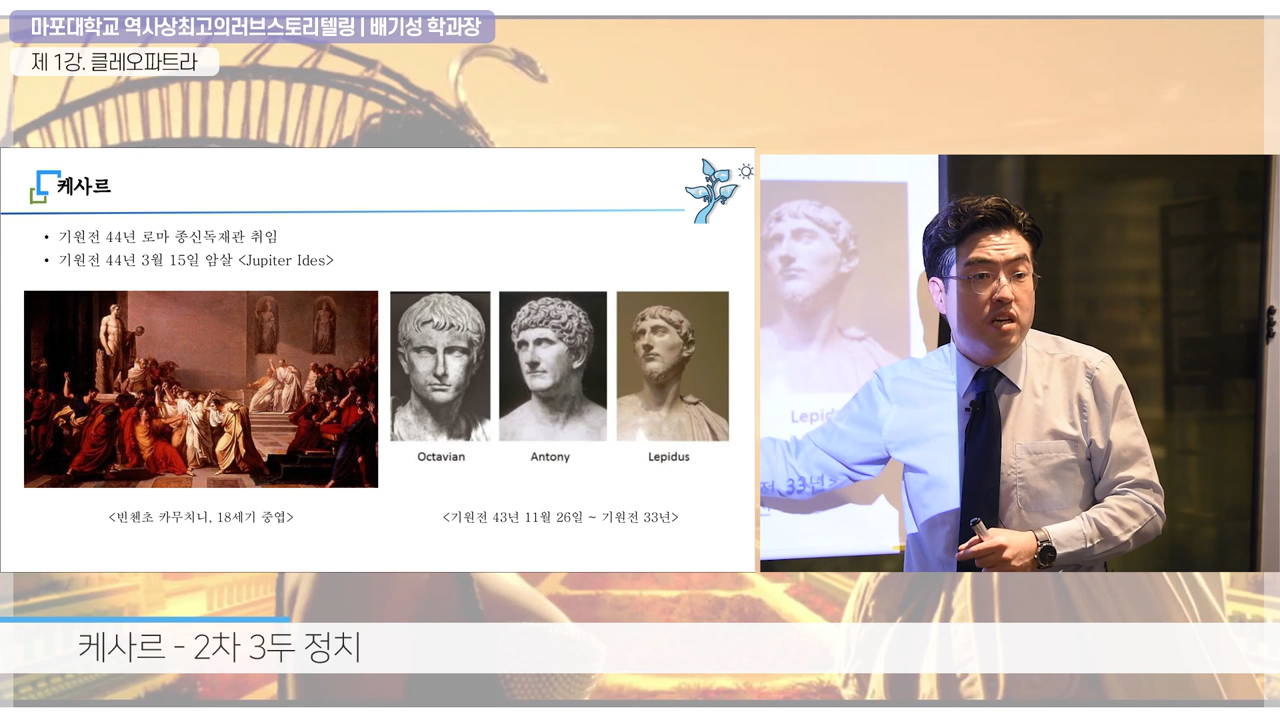 마포대학교 역사상최고의러브스토리텔링 | 배기성 학과장
제 1강. 클레오파트라
케사르
• 기원전 44년 로마 종신독재관 취임
• 기원전 44년 3월 15일 암살 <Jupiter Ides>
Octavian
Antony
Lepidus
<빈첸초 카무치니, 18세기 중엽>
<기원전 43년 11월 26일 ~ 기원전 33년>
Lepid
전 33년>
케사르 - 2차 3두 정치